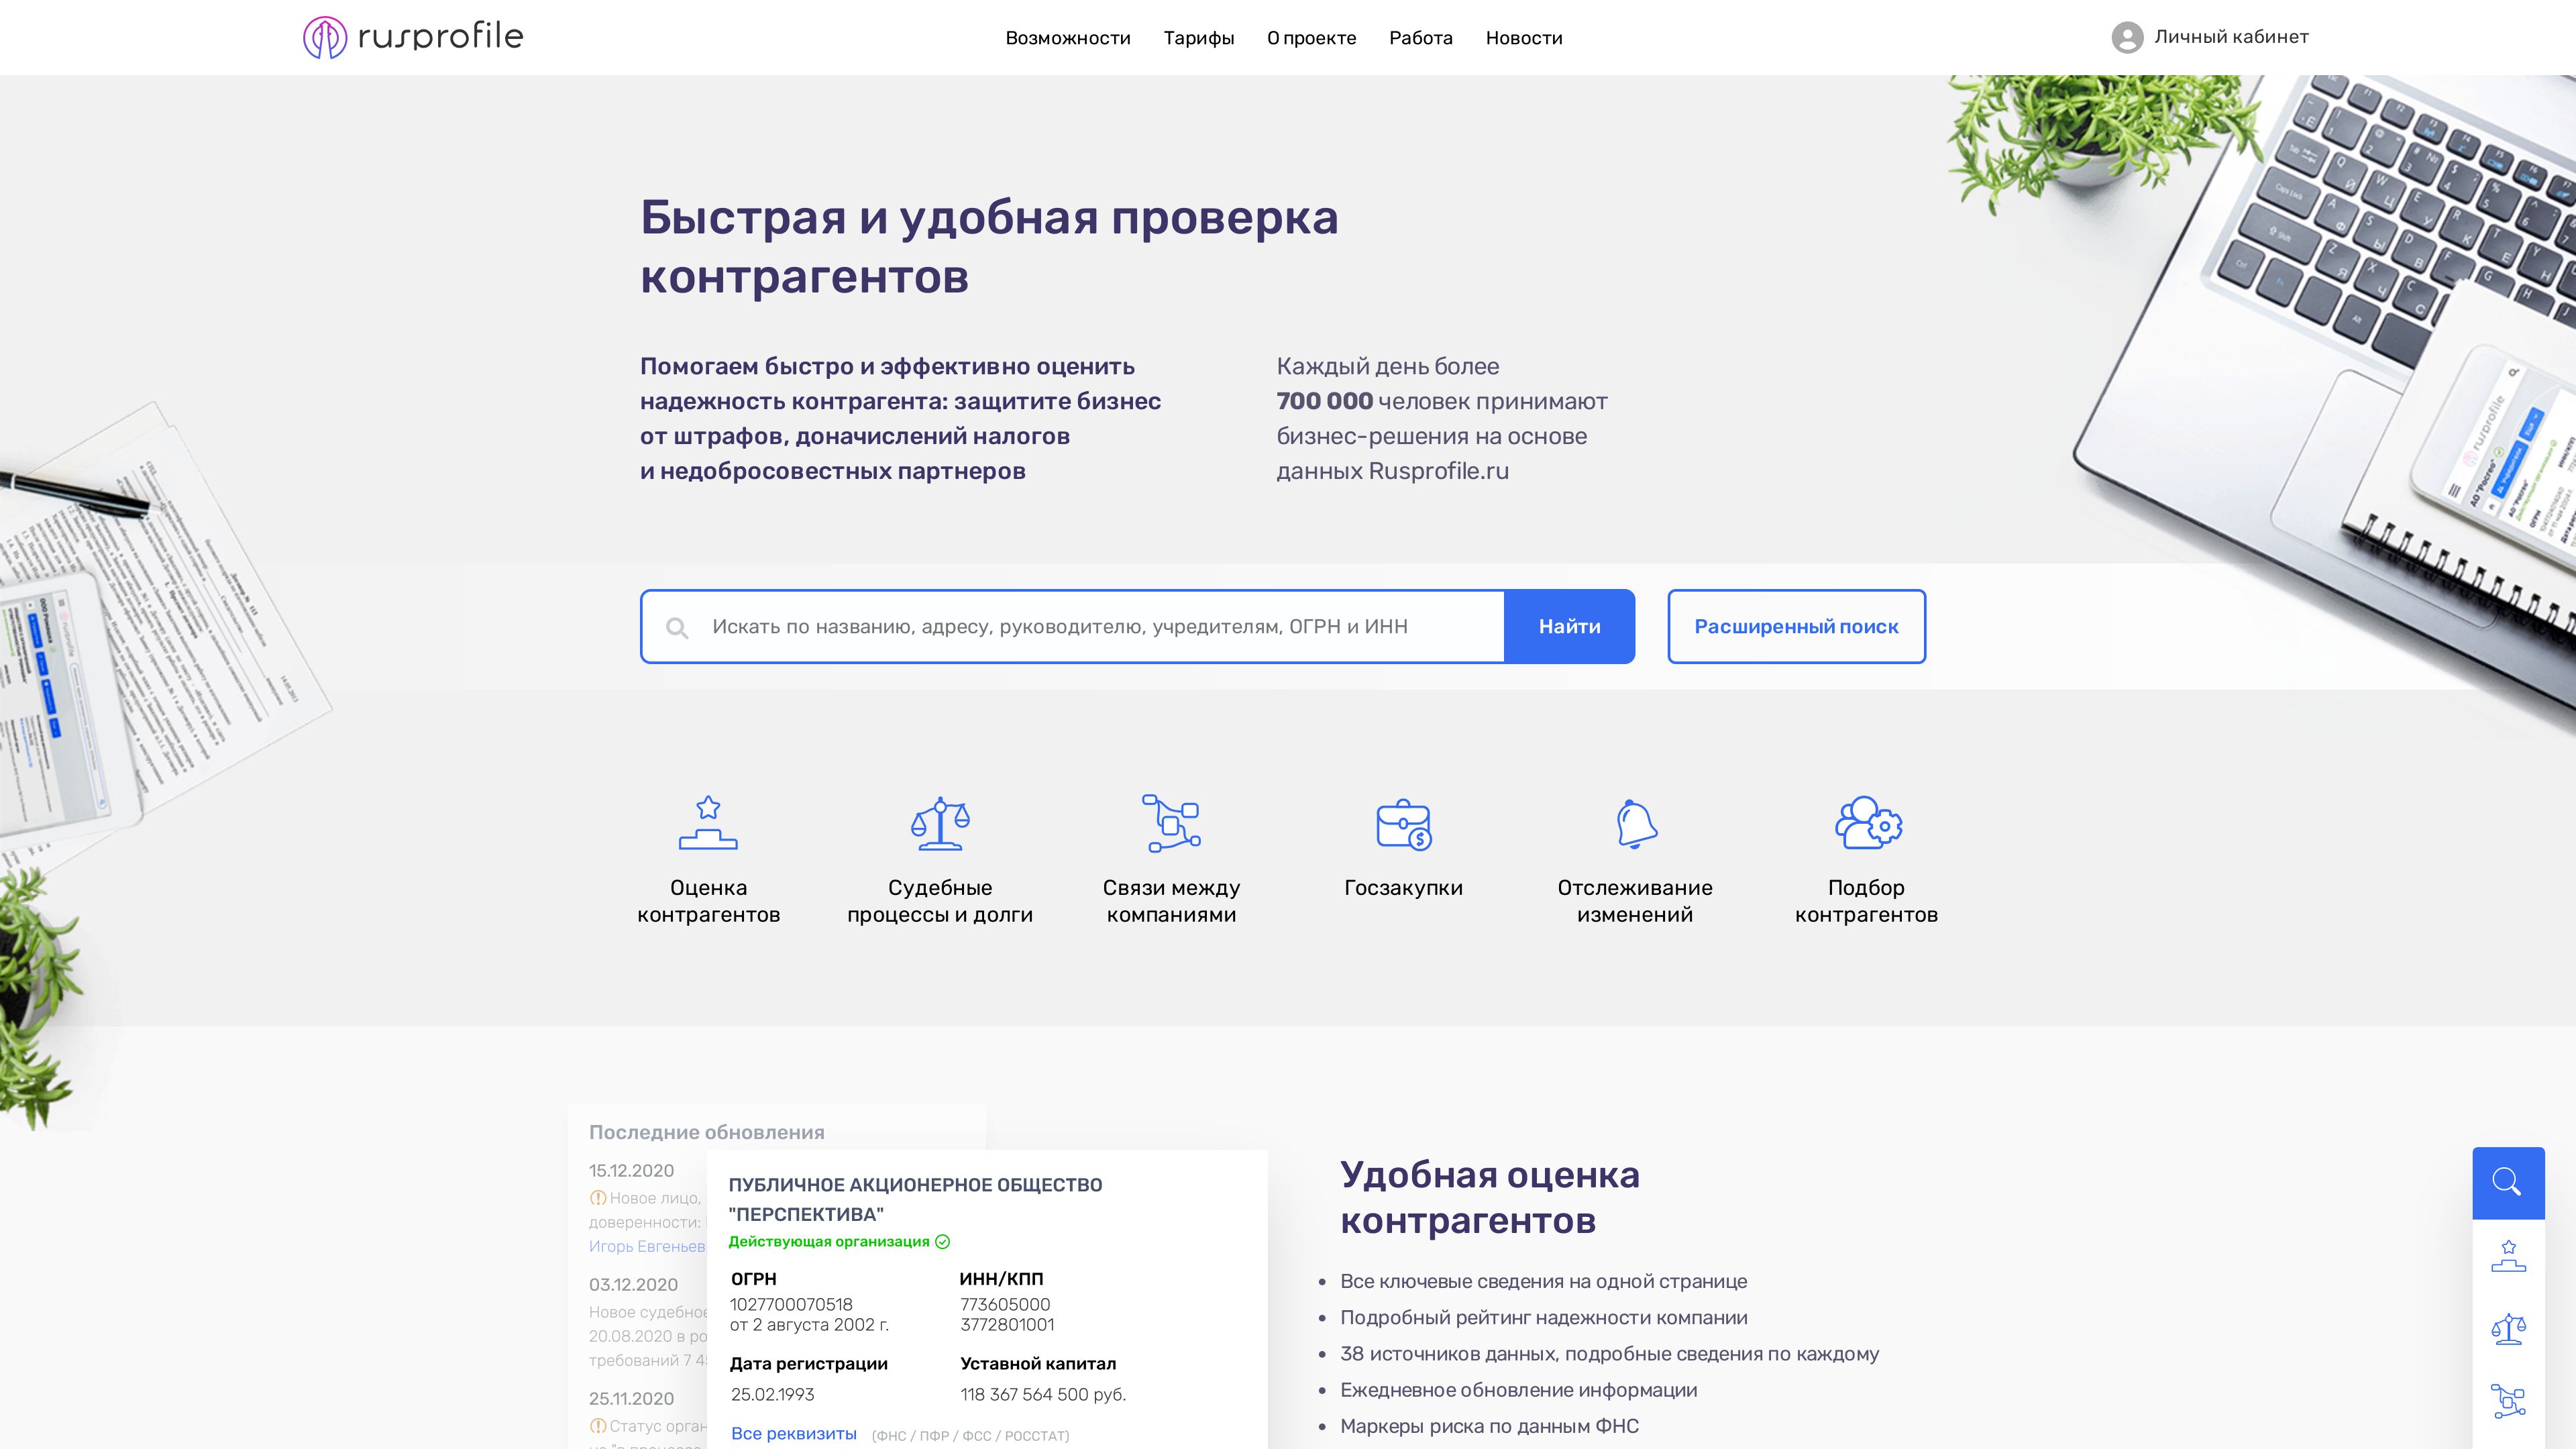 rusprofile
Возможности
Тарифы
О проекте
Работа
Новости
Личный кабинет
Быстрая и удобная проверка
контрагентов
Помогаем быстро и эффективно оценить
надежность контрагента: защитите бизнес
от штрафов, доначислений налогов
и недобросовестных партнеров
Каждый день более
700 000 человек принимают
бизнес-решения на основе
данных Rusprofile.ru
Искать по названию, адресу, руководителю, учредителям, ОГРН и ИНН
Найти
Расширенный поиск
Оценка
контрагентов
Судебные
процессы и долги
Связи между
компаниями
Госзакупки
Отслеживание
изменений
Подбор
контрагентов
Последние обновления
15.12.2020
Новое лицо,
доверенности:
Игорь Евгеньев
03.12.2020
Новое судебное
20.08.2020 в ро
требований 7 45
25.11.2020
Статус орган
ПУБЛИЧНОЕ АКЦИОНЕРНОЕ ОБЩЕСТВО
"ПЕРСПЕКТИВА"
Действующая организация
ОГРН
1027700070518
от 2 августа 2002 г.
ИНН/КПП
773605000
3772801001
Дата регистрации
25.02.1993
Уставной капитал
118 367 564 500 руб.
Все реквизиты (ФНС / ПФР / ФСС / РОССТАТ)
Удобная оценка
контрагентов
Все ключевые сведения на одной странице
Подробный рейтинг надежности компании
38 источников данных, подробные сведения по каждому
Ежедневное обновление информации
Маркеры риска по данным ФНС